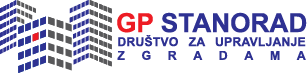 GP STANORAD
DRUŠTVO ZA UPRAVLJANJE
ZGRADAMA